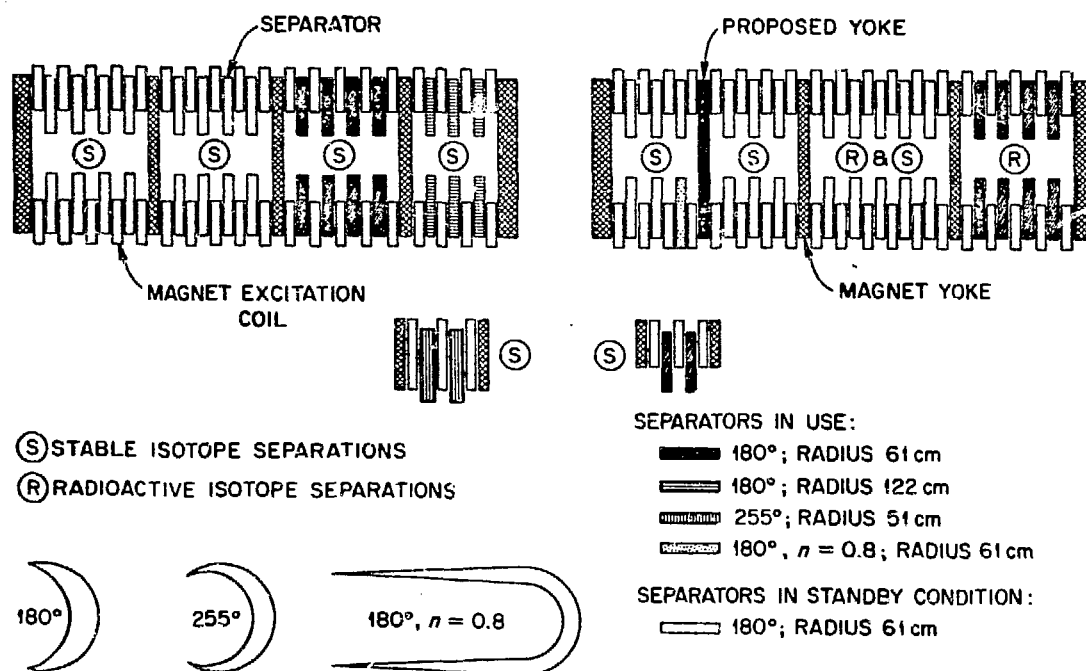 SEPARATOR
PROPOSED YOKE
S
S
S
S
S
S
R & S
R
MAGNET EXCITATION
COIL
MAGNET YOKE
S
S
S STABLE ISOTOPE SEPARATIONS
R RADIOACTIVE ISOTOPE SEPARATIONS
SEPARATORS IN USE:
180°; RADIUS 61 cm
180°; RADIUS 122 cm
255°; RADIUS 51 cm
180°, n = 0.8; RADIUS 61 cm
SEPARATORS IN STANDBY CONDITION:
180°; RADIUS 61 cm
180°
255°
180°, n = 0.8